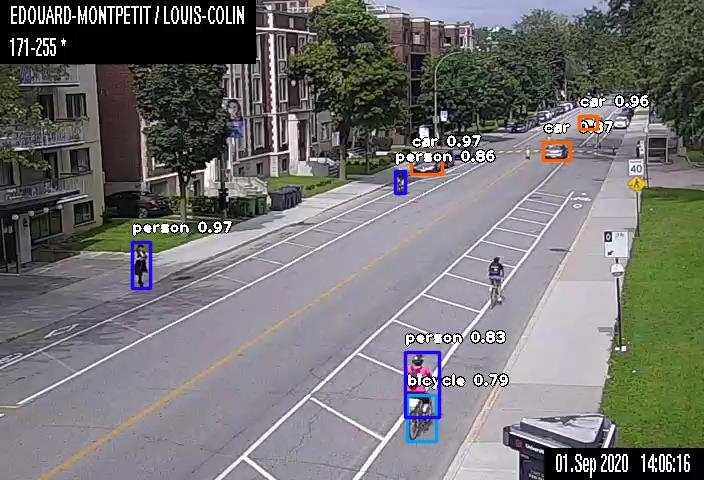 EDOUARD-MONTPETIT / LOUIS-COLIN
171-255 *
car 0.96
car 0.87
car 0.97
person 0.86
person 0.97
40
person 0.83
bicycle 0.79
01.Sep 2020 14:06:16